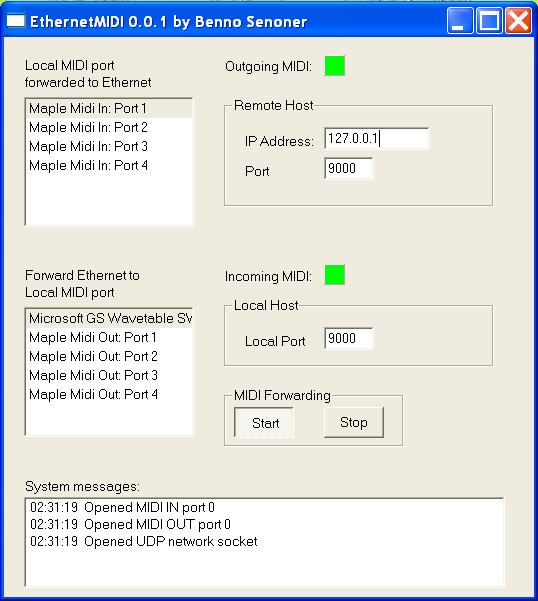 EthernetMIDI 0.0.1 by Benno Senoner
Local MIDI port
forwarded to Ethernet
Maple Midi In: Port 1
Maple Midi In: Port 2
Maple Midi In: Port 3
Maple Midi In: Port 4
Outgoing MIDI:
Remote Host
IP Address: 127.0.0.1
Port 9000
Forward Ethernet to
Local MIDI port
Microsoft GS Wavetable SV
Maple Midi Out: Port 1
Maple Midi Out: Port 2
Maple Midi Out: Port 3
Maple Midi Out: Port 4
Incoming MIDI:
Local Host
Local Port 9000
MIDI Forwarding
Start Stop
System messages:
02:31:19 Opened MIDI IN port 0
02:31:19 Opened MIDI OUT port 0
02:31:19 Opened UDP network socket